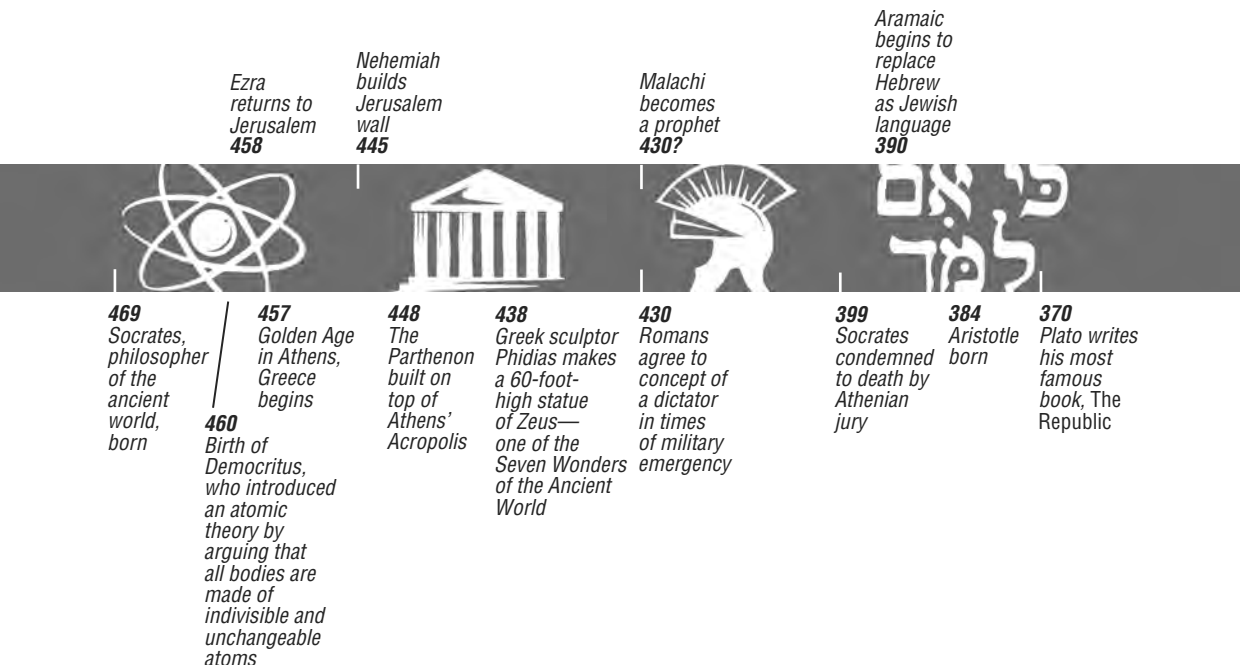 Ezra
returns to
Jerusalem
458
Nehemiah
builds
Jerusalem
wall
445
Malachi
becomes
a prophet
430?
Aramaic
begins to
replace
Hebrew
as Jewish
language
390
כי אם
למד
469
Socrates,
philosopher
of the
ancient
world,
born
460
Birth of
Democritus,
who introduced
an atomic
theory by
arguing that
all bodies are
made of
indivisible and
unchangeable
atoms
457
Golden Age
in Athens,
Greece
begins
448
The
Parthenon
built on
top of
Athens’
Acropolis
438
Greek sculptor
Phidias makes
a 60-foot-
high statue
of Zeus—
one of the
Seven Wonders
of the Ancient
World
430
Romans
agree to
concept of
a dictator
in times
of military
emergency
399
Socrates
condemned
to death by
Athenian
jury
384
Aristotle
born
370
Plato writes
his most
famous
book, The
Republic